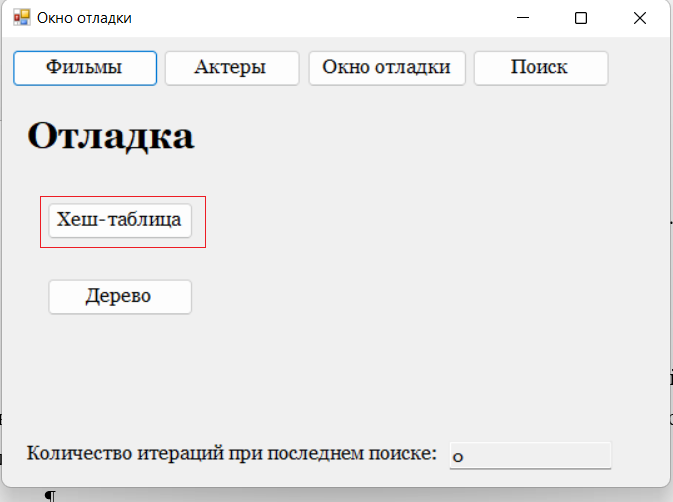 Окно отладки
Фильмы Актеры Окно отладки Поиск
Отладка
Хеш-таблица
Дерево
Количество итераций при последнем поиске: 0
¶